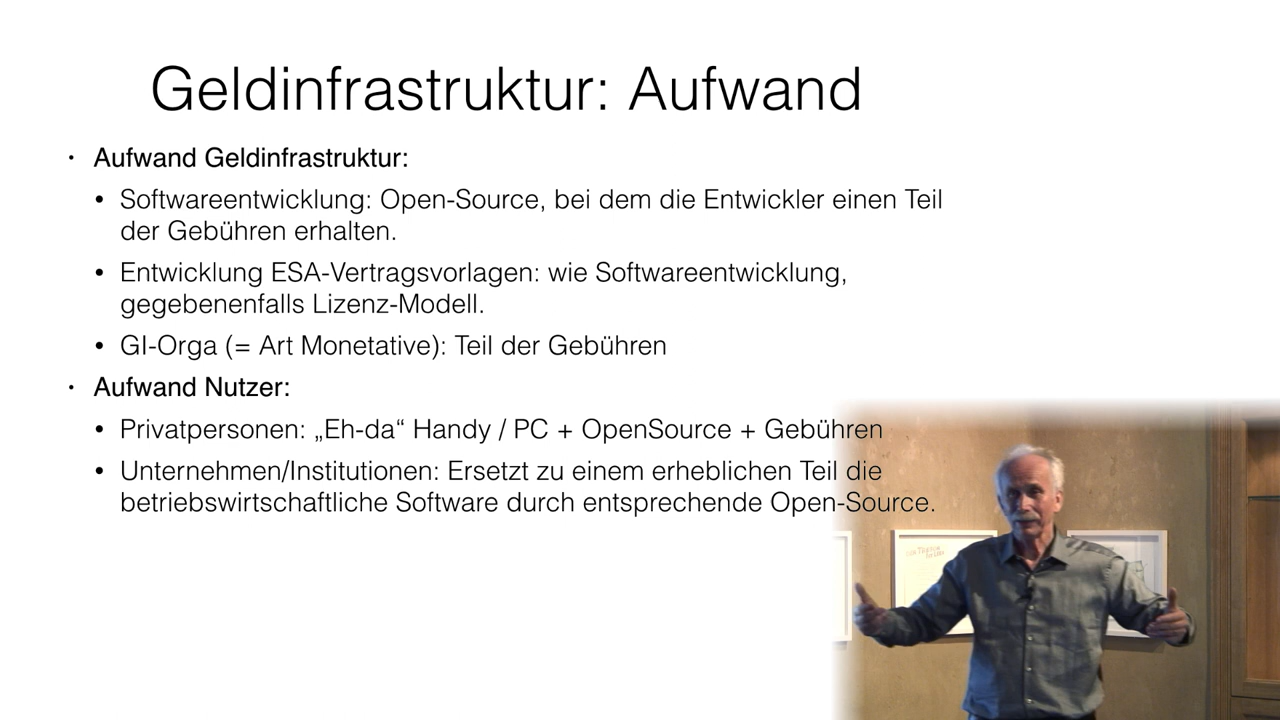 Geldinfrastruktur: Aufwand
• Aufwand Geldinfrastruktur:
• Softwareentwicklung: Open-Source, bei dem die Entwickler einen Teil
der Gebühren erhalten.
• Entwicklung ESA-Vertragsvorlagen: wie Softwareentwicklung,
gegebenenfalls Lizenz-Modell.
• GI-Orga (= Art Monetative): Teil der Gebühren
• Aufwand Nutzer:
• Privatpersonen: „Eh-da“ Handy / PC + OpenSource + Gebühren
• Unternehmen/Institutionen: Ersetzt zu einem erheblichen Teil die
betriebswirtschaftliche Software durch entsprechende Open-Source.